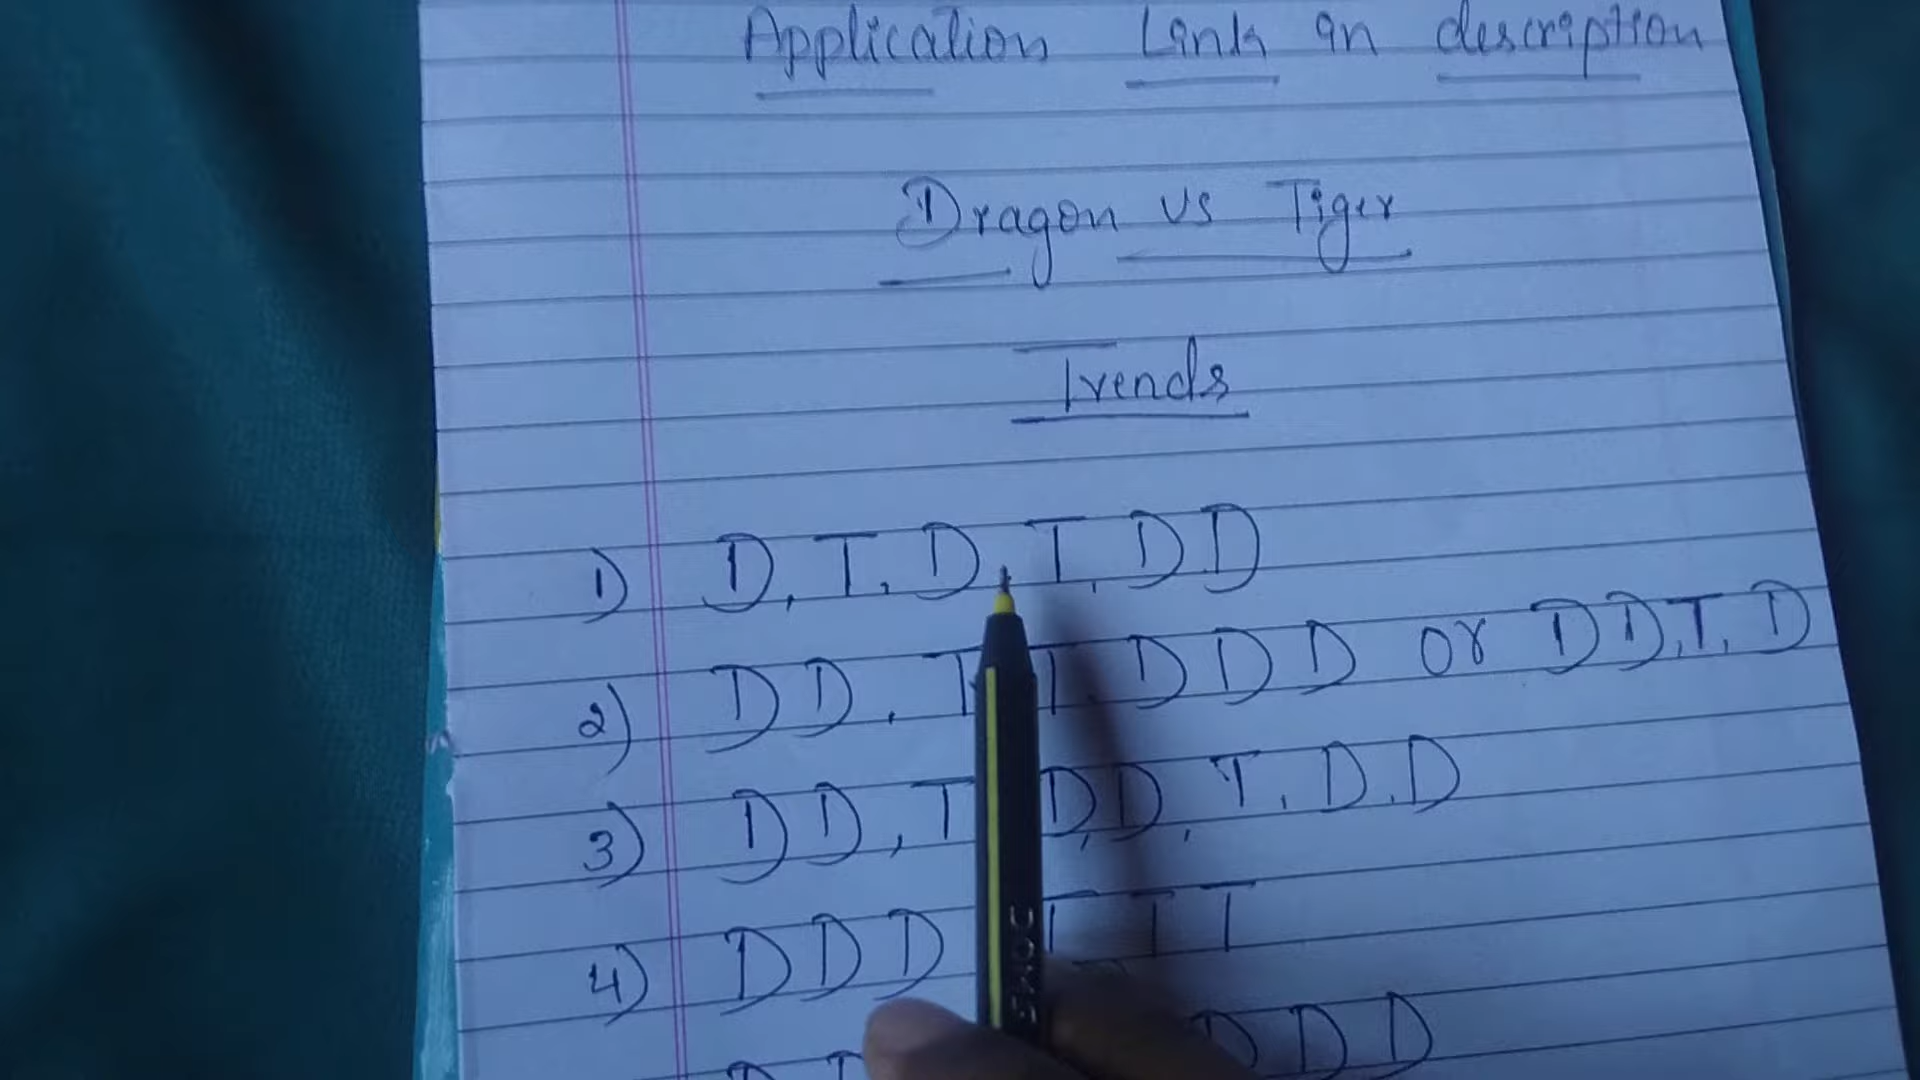 Application Link in description
Dragon vs Tiger
Trends
1) D, T, D, T, D D
2) D D, T T, D D D or D D, T, D
3) D D, T D, D, T, D, D
4) D D D T T T
D D D